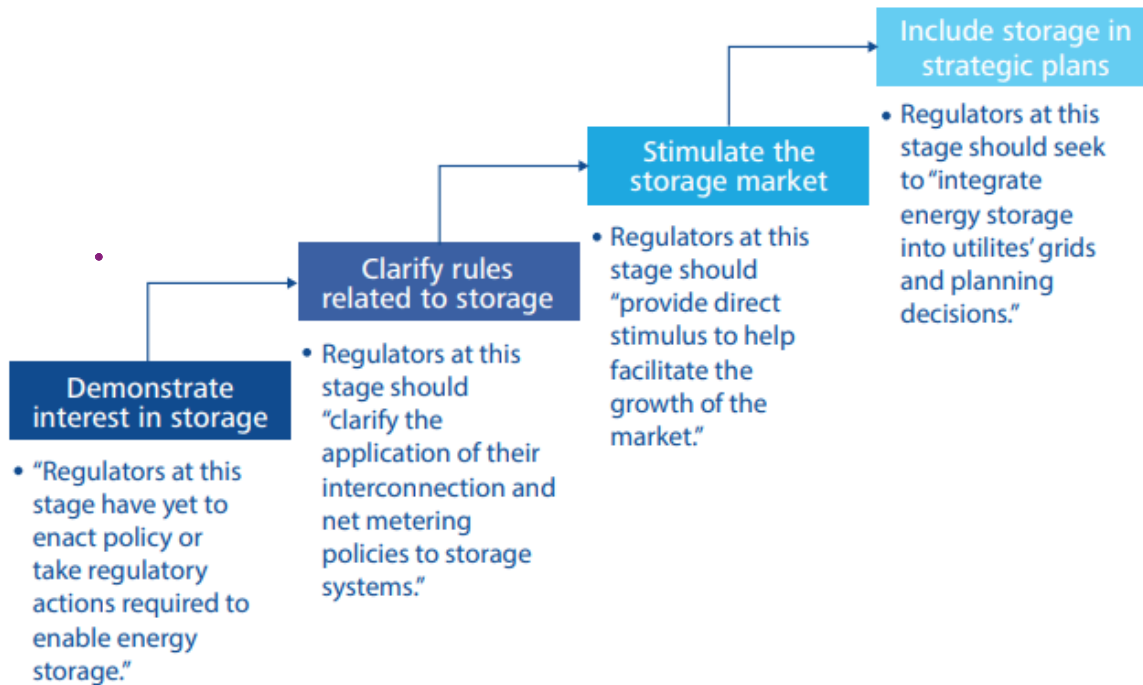 Demonstrate
interest in storage
• “Regulators at this
stage have yet to
enact policy or
take regulatory
actions required to
enable energy
storage.”
Clarify rules
related to storage
• Regulators at this
stage should
“clarify the
application of their
interconnection and
net metering
policies to storage
systems.”
Stimulate the
storage market
• Regulators at this
stage should
“provide direct
stimulus to help
facilitate the
growth of the
market.”
Include storage in
strategic plans
• Regulators at this
stage should seek
to “integrate
energy storage
into utilites’ grids
and planning
decisions.”